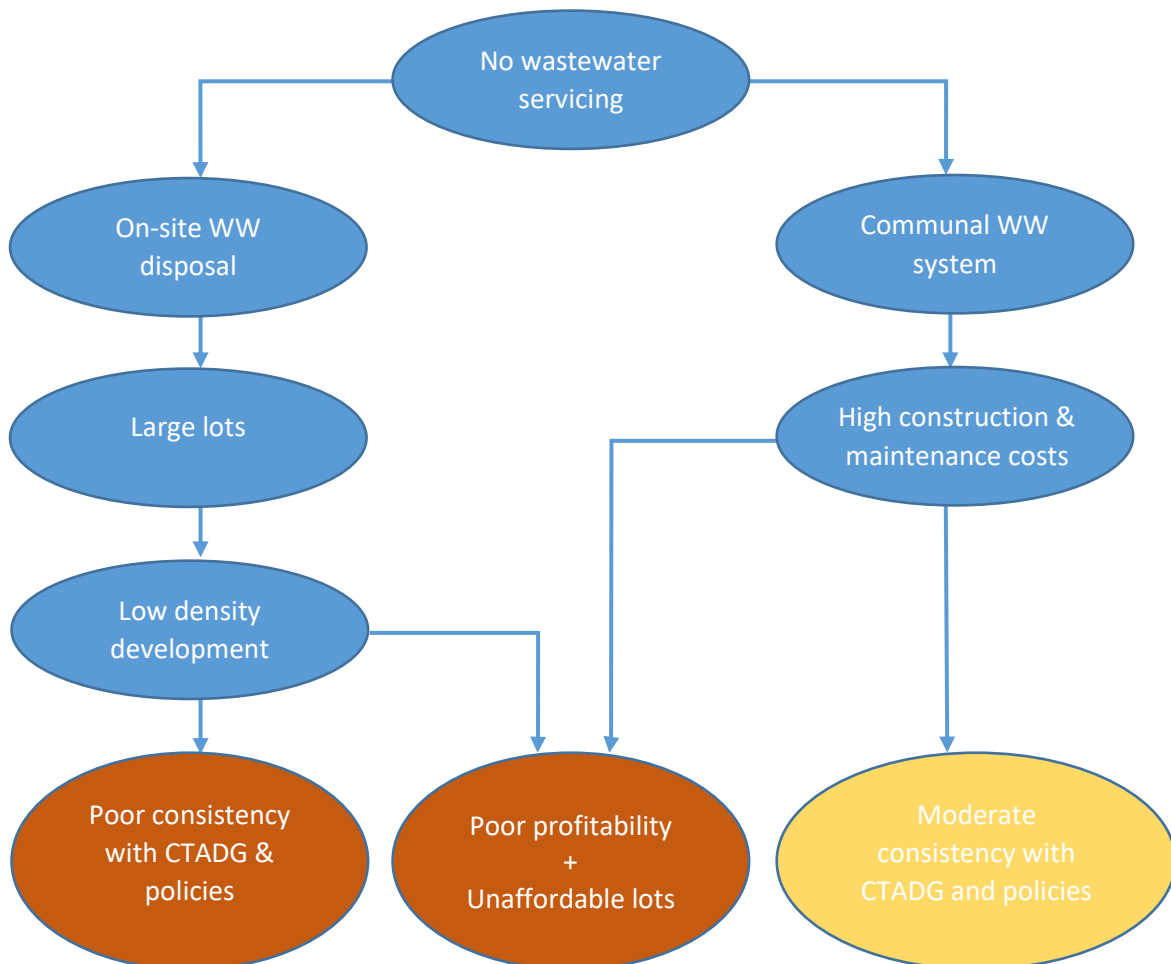 No wastewater
servicing
On-site WW
disposal
Communal WW
system
Large lots
High construction &
maintenance costs
Low density
development
Poor consistency
with CTADG &
policies
Poor profitability
+
Unaffordable lots
Moderate
consistency with
CTADG and policies